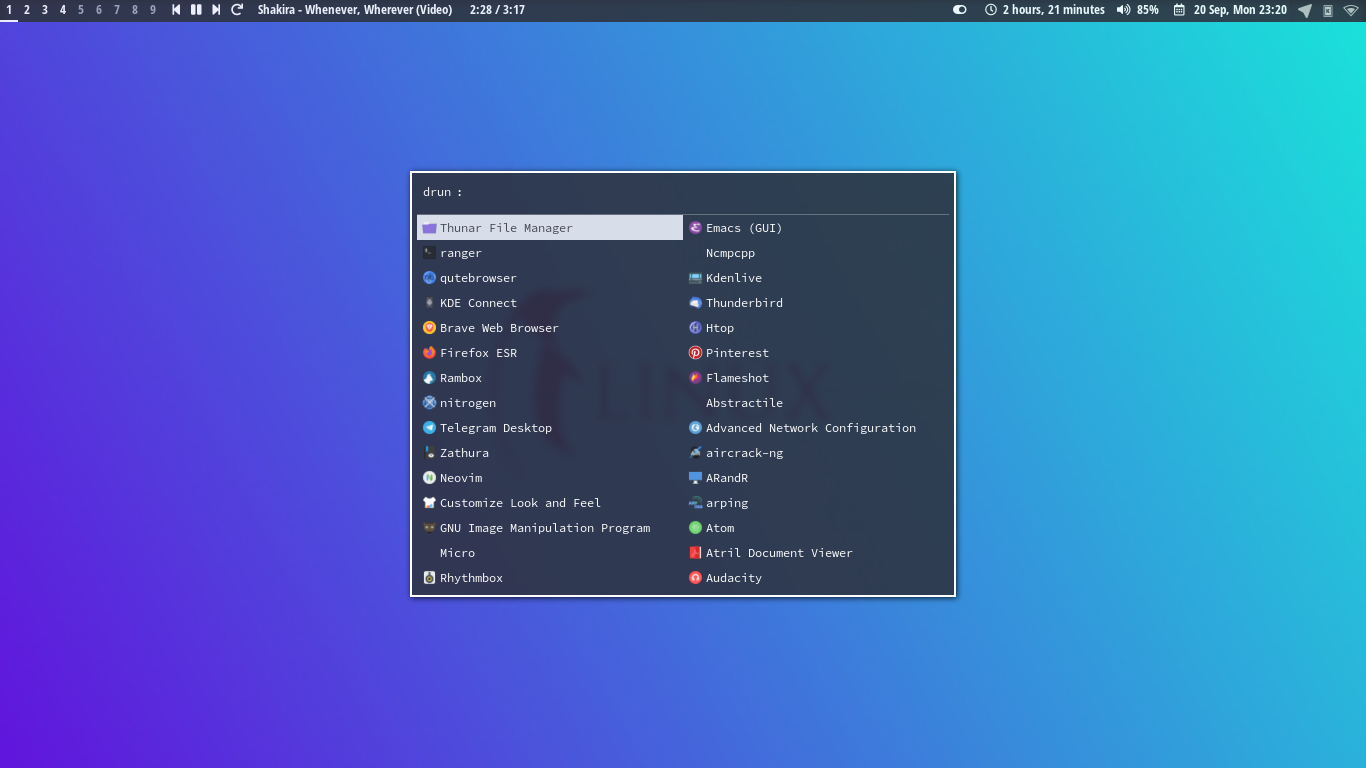 1 2 3 4 5 6 7 8 9 Shakira - Whenever, Wherever (Video) 2:28 / 3:17 2 hours, 21 minutes 85% 20 Sep, Mon 23:20
drun :
Thunar File Manager
ranger
qutebrowser
KDE Connect
Brave Web Browser
Firefox ESR
Rambox
nitrogen
Telegram Desktop
Zathura
Neovim
Customize Look and Feel
GNU Image Manipulation Program
Micro
Rhythmbox
Emacs (GUI)
Ncmpcpp
Kdenlive
Thunderbird
Htop
Pinterest
Flameshot
Abstractile
Advanced Network Configuration
aircrack-ng
ARandR
arping
Atom
Atril Document Viewer
Audacity
LINUX